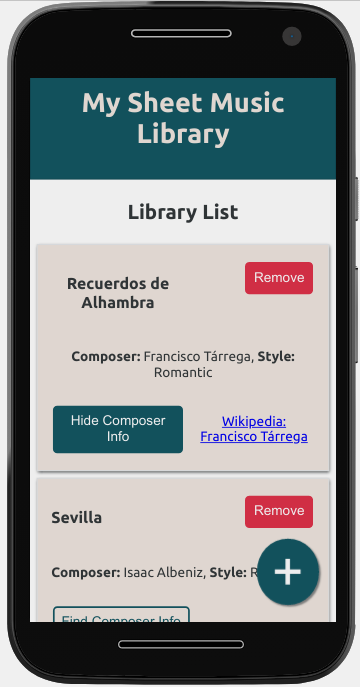 My Sheet Music
Library
Library List
Recuerdos de
Alhambra
Remove
Composer: Francisco Tárrega, Style:
Romantic
Hide Composer
Info
Wikipedia:
Francisco Tárrega
Sevilla
Remove
Composer: Isaac Albeniz, Style:
+
Find Composer Info